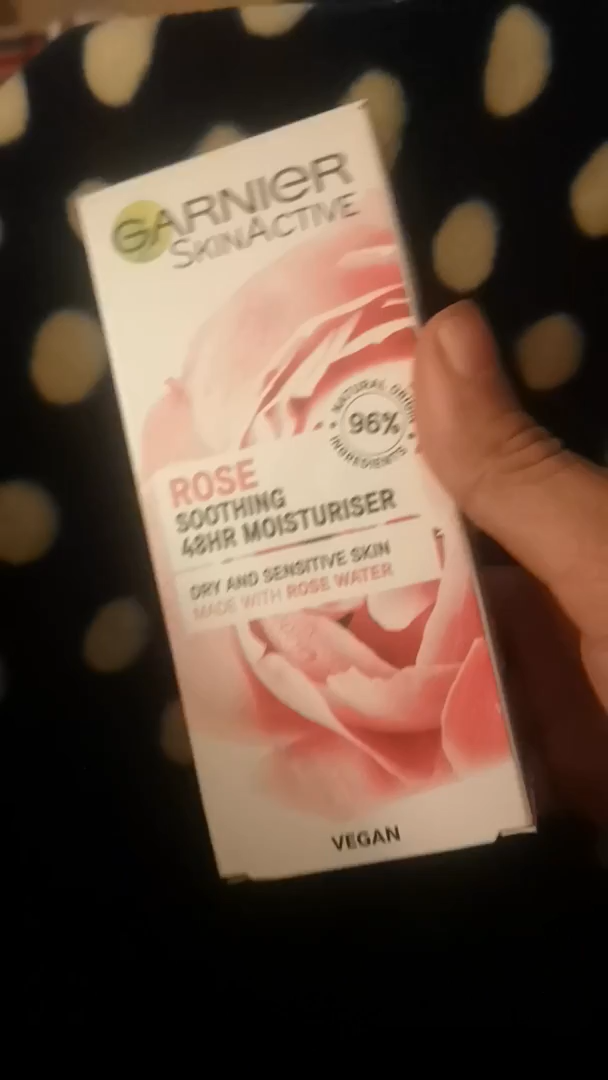 GARNIER
SKINACTIVE
NATURAL ORIGIN
96%
INGREDIENTS
ROSE
SOOTHING
48HR MOISTURISER
DRY AND SENSITIVE SKIN
MADE WITH ROSE WATER
VEGAN